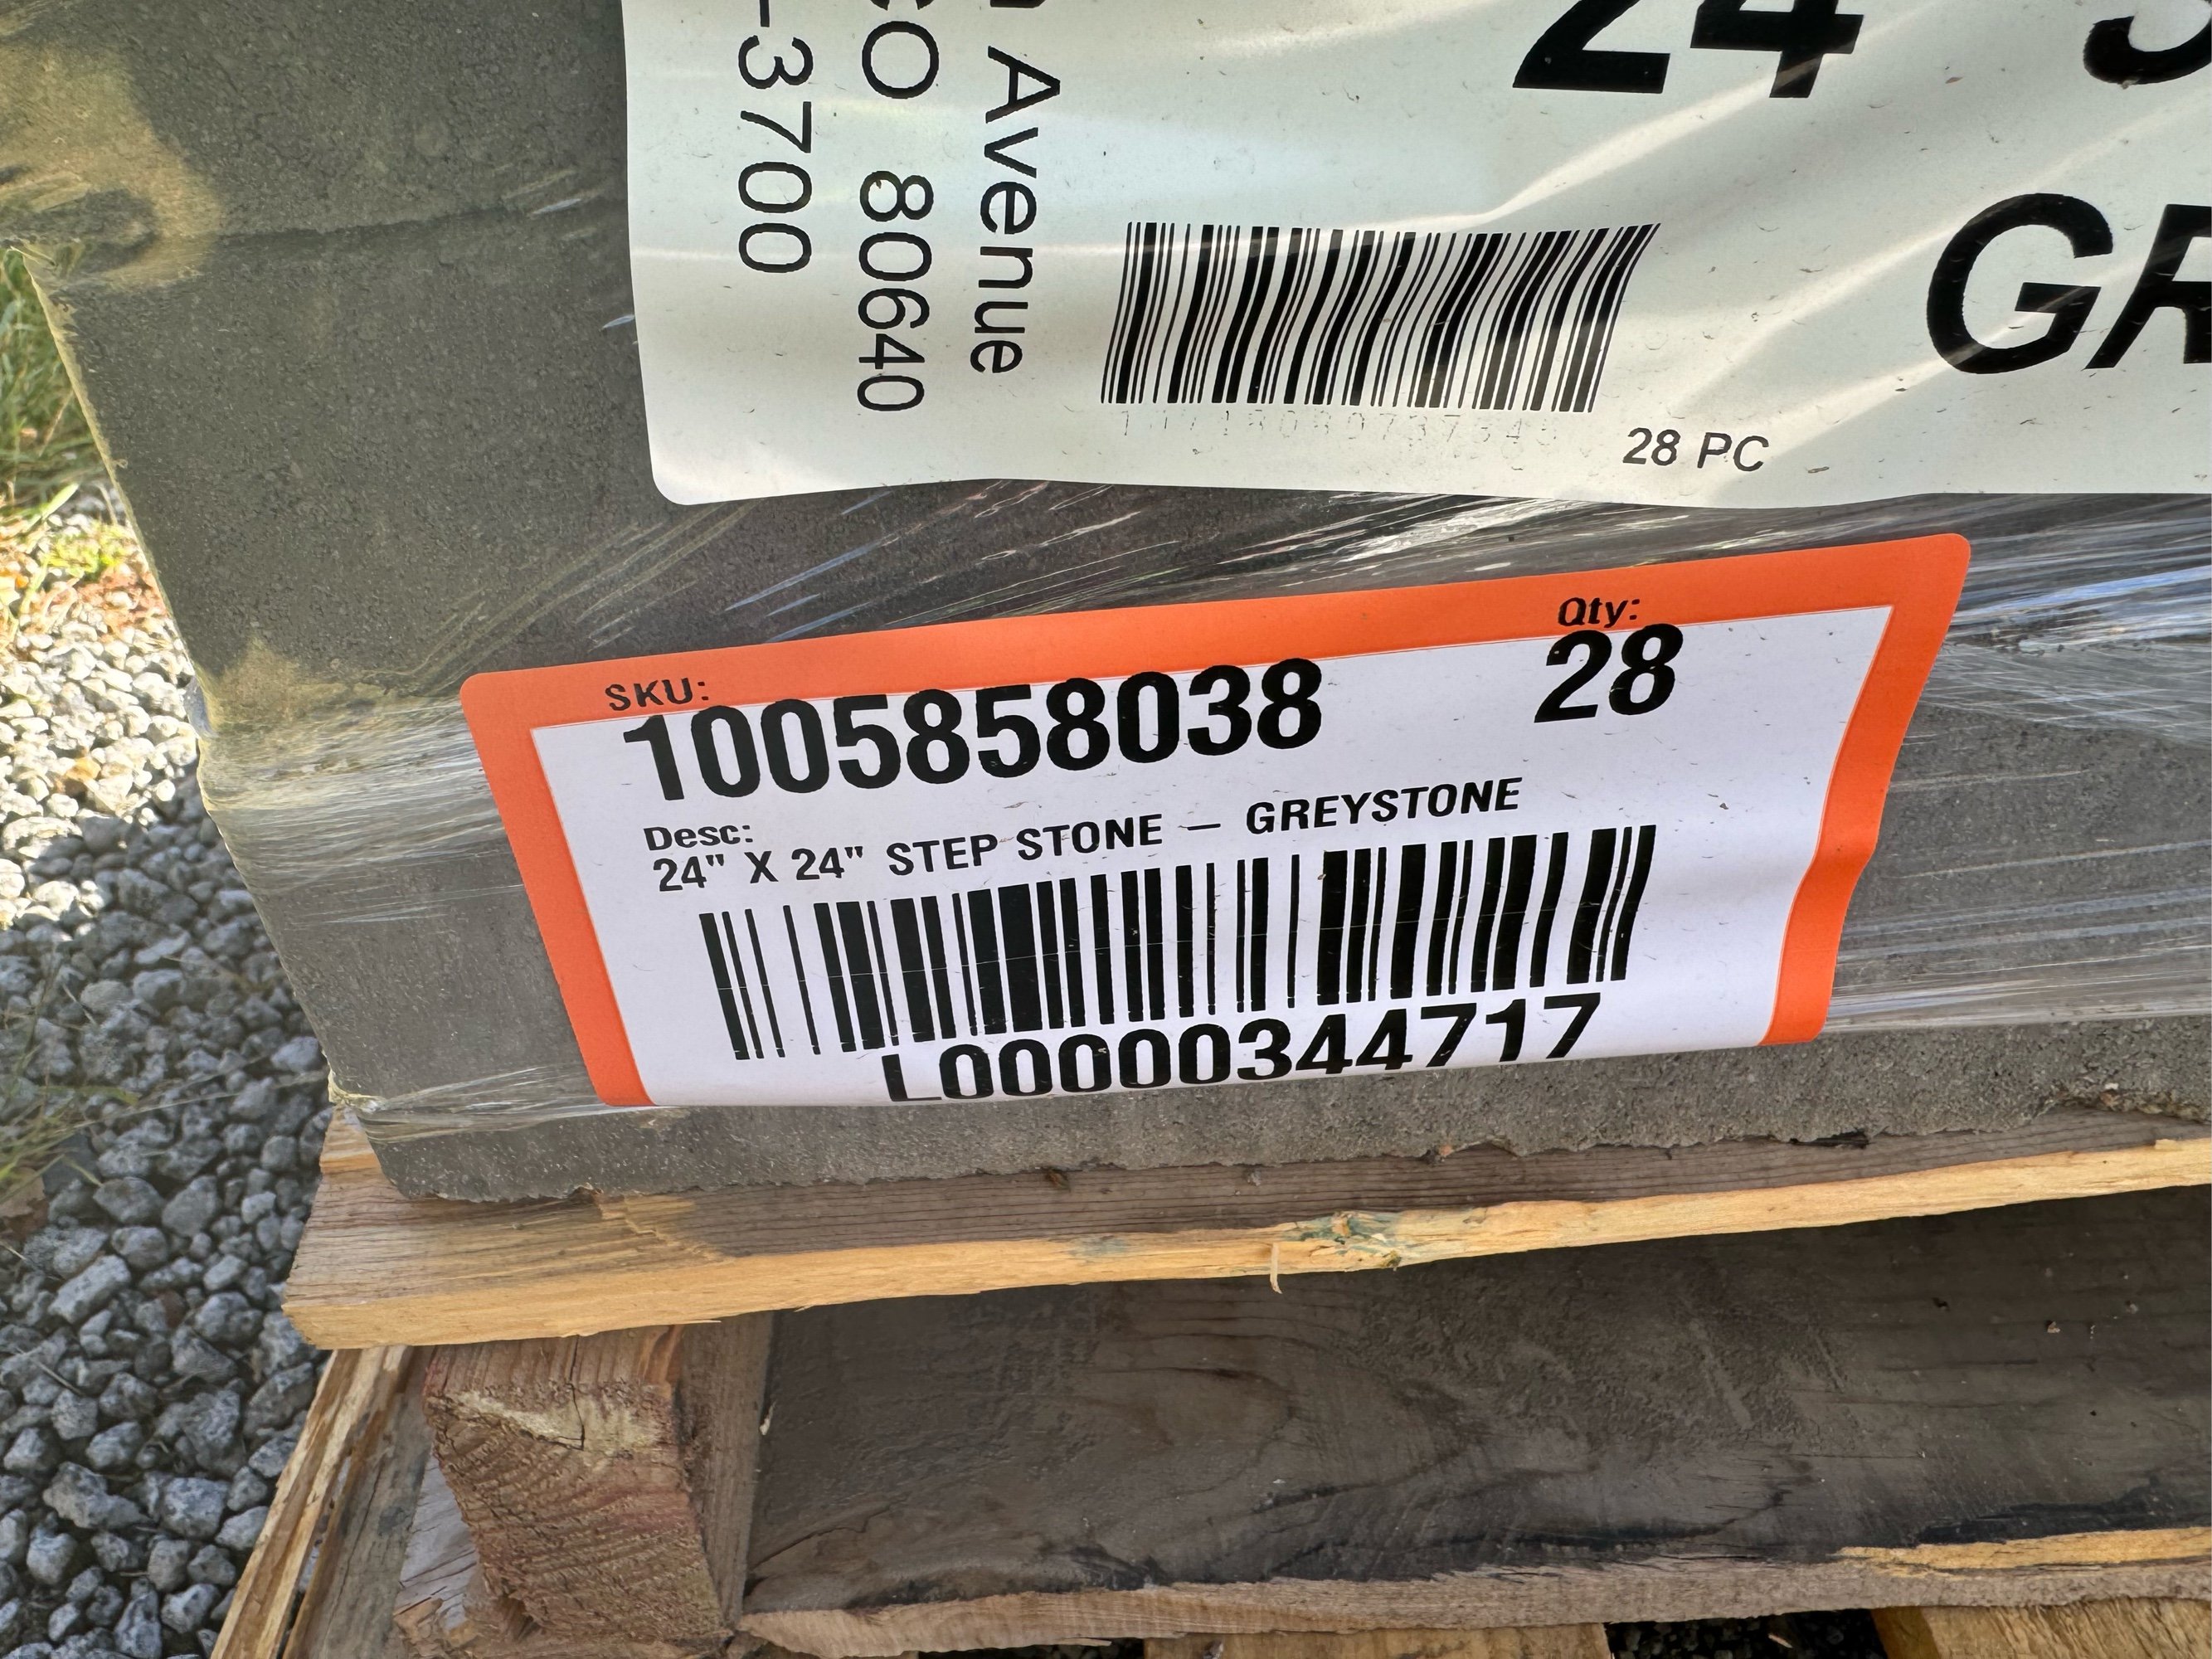 Avenue
CO 80640
-3700
24
GR
28 PC
SKU:
1005858038
Qty:
28
Desc:
24" X 24" STEP STONE — GREYSTONE
L00000344717